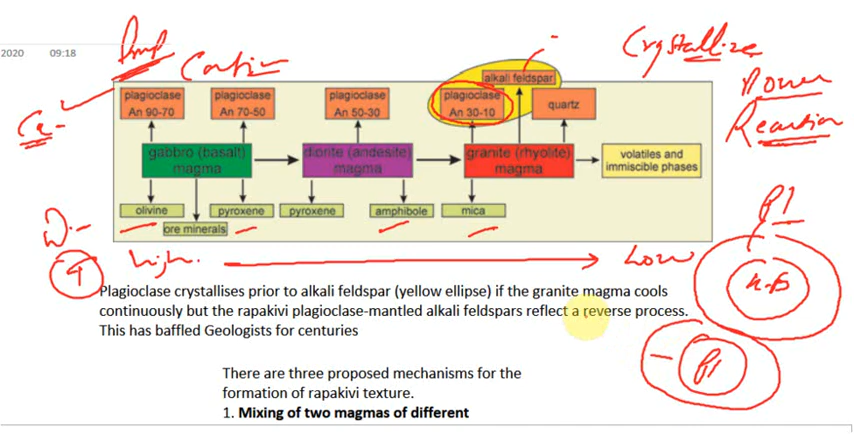 2020 09:18
Contin
Crystallize
Ca -
Reaction
alkali feldspar
plagioclase plagioclase plagioclase plagioclase quartz
An 90-70 An 70-50 An 50-30 An 30-10
gabbro (basalt) magma
diorite (andesite) magma
granite (rhyolite) magma
volatiles and immiscible phases
olivine pyroxene pyroxene amphibole mica
ore minerals
D.-
T
high.
Low
Pl
K-f
Pl
Plagioclase crystallises prior to alkali feldspar (yellow ellipse) if the granite magma cools
continuously but the rapakivi plagioclase-mantled alkali feldspars reflect a reverse process.
This has baffled Geologists for centuries
There are three proposed mechanisms for the
formation of rapakivi texture.
1. Mixing of two magmas of different